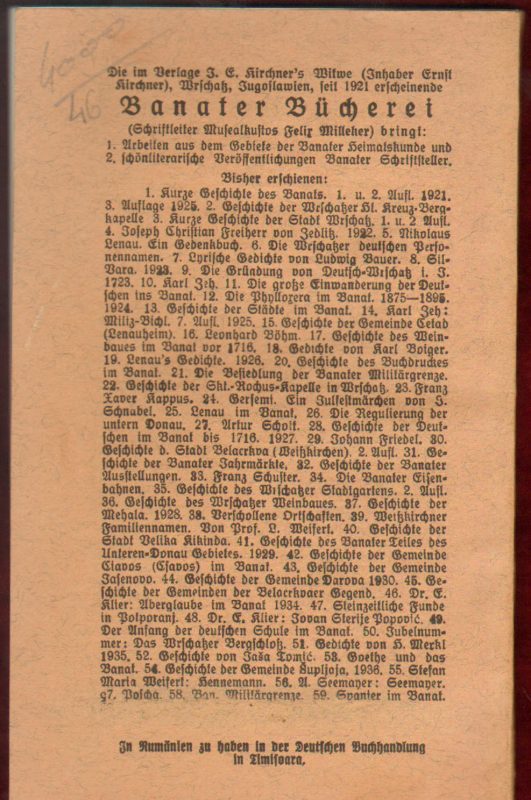 4000
46
Die im Verlage J. E. Kirchner's Witwe (Inhaber Ernst
Kirchner), Wrschatz, Jugoslawien, seit 1921 erscheinende
Banater Bücherei
(Schriftleiter Musealkustos Felix Milleker) bringt:
1. Arbeiten aus dem Gebiete der Banater Heimatskunde und
2. schönliterarische Veröffentlichungen Banater Schriftsteller.
Bisher erschienen:
1. Kurze Geschichte des Banats. 1. u. 2. Aufl. 1921.
3. Auflage 1925. 2. Geschichte der Wrschatzer Hl. Kreuz-Berg-
kapelle 3. Kurze Geschichte der Stadt Wrschatz. 1. u. 2 Aufl.
4. Joseph Christian Freiherr von Zedlitz. 1922. 5. Nikolaus
Lenau. Ein Gedenkbuch. 6. Die Wrschatzer deutschen Perso-
nennamen. 7. Lyrische Gedichte von Ludwig Bauer. 8. Sil-
Vara. 1923. 9. Die Gründung von Deutsch-Wrschatz i. J.
1723. 10. Karl Jeh. 11. Die große Einwanderung der Deut-
schen ins Banat. 12. Die Phylloxera im Banat. 1875—1895.
1924. 13. Geschichte der Städte im Banat. 14. Karl Jeh:
Miliz-Bichl. 7. Aufl. 1925. 15. Geschichte der Gemeinde Cstad
(Lenauheim). 16. Leonhard Böhm. 17. Geschichte des Wein-
baues im Banat vor 1716. 18. Gedichte von Karl Boiger.
19. Lenau's Gedichte. 1926. 20. Geschichte des Buchdruckes
im Banat. 21. Die Besiedlung der Banater Militärgrenze.
22. Geschichte der Skt.-Rochus-Kapelle in Wrschatz. 23. Franz
Xaver Kappus. 24. Gersemi. Ein Julfestmärchen von J.
Schnabel. 25. Lenau im Banat. 26. Die Regulierung der
untern Donau. 27. Artur Scholt. 28. Geschichte der Deut-
schen im Banat bis 1716. 1927. 29. Johann Friedel. 30.
Geschichte d. Stadt Belacrkva (Weißkirchen). 2. Aufl. 31. Ge-
schichte der Banater Jahrmärkte. 32. Geschichte der Banater
Ausstellungen. 33. Franz Schuster. 34. Die Banater Eisen-
bahnen. 35. Geschichte des Wrschatzer Stadtgartens. 2. Aufl.
36. Geschichte des Wrschatzer Weinbaues. 37. Geschichte der
Mehala. 1928. 38. Verschollene Ortschaften. 39. Weißkirchner
Familiennamen. Von Prof. L. Weifert. 40. Geschichte der
Stadt Velika Kikinda. 41. Geschichte des Banater Teiles des
Unteren-Donau Gebietes. 1929. 42. Geschichte der Gemeinde
Ciavos (Csavos) im Banat. 43. Geschichte der Gemeinde
Jasenovo. 44. Geschichte der Gemeinde Darova 1930. 45. Ge-
schichte der Gemeinden der Belacrkvaer Gegend. 46. Dr. E.
Klier: Aberglaube im Banat 1934. 47. Steinzeitliche Funde
in Potporanj. 48. Dr. E. Klier: Jovan Sterije Popović. 49.
Der Anfang der deutschen Schule im Banat. 50. Jubelnum-
mer: Das Wrschatzer Bergschloß. 51. Gedichte von H. Merkl
1935. 52. Geschichte von Jaša Tomić. 53. Goethe und das
Banat. 54. Geschichte der Gemeinde Šupljaja, 1936. 55. Stefan
Maria Weifert: Hennemann. 56. A. Seemayer: Seemayer.
57. Poscha. 58. Ban. Militärgrenze. 59. Spanier im Banat.
In Rumänien zu haben in der Deutschen Buchhandlung
in Timisoara.